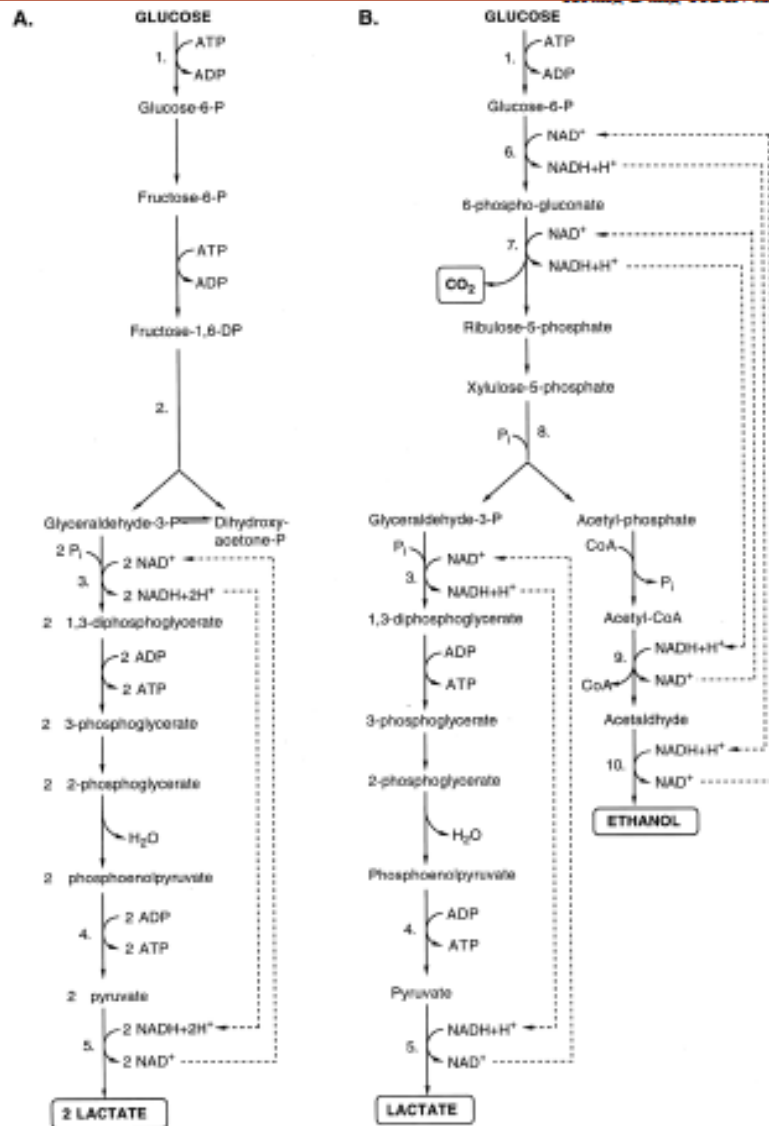 A.
GLUCOSE
1.
ATP
ADP
Glucose-6-P
Fructose-6-P
ATP
ADP
Fructose-1,6-DP
2.
Glyceraldehyde-3-P
Dihydroxy-
acetone-P
2 Pi
2 NAD+
3.
2 NADH+2H+
2 1,3-diphosphoglycerate
2 ADP
2 ATP
2 3-phosphoglycerate
2 2-phosphoglycerate
H2O
2 phosphoenolpyruvate
2 ADP
4.
2 ATP
2 pyruvate
2 NADH+2H+
5.
2 NAD+
2 LACTATE
B.
GLUCOSE
1.
ATP
ADP
Glucose-6-P
NAD+
6.
NADH+H+
6-phospho-gluconate
7.
NAD+
NADH+H+
CO2
Ribulose-5-phosphate
Xylulose-5-phosphate
Pi
8.
Glyceraldehyde-3-P
Pi
NAD+
3.
NADH+H+
1,3-diphosphoglycerate
ADP
ATP
3-phosphoglycerate
2-phosphoglycerate
H2O
Phosphoenolpyruvate
ADP
4.
ATP
Pyruvate
NADH+H+
5.
NAD+
LACTATE
Acetyl-phosphate
CoA
Pi
Acetyl-CoA
NADH+H+
9.
CoA
NAD+
Acetaldhyde
NADH+H+
10.
NAD+
ETHANOL